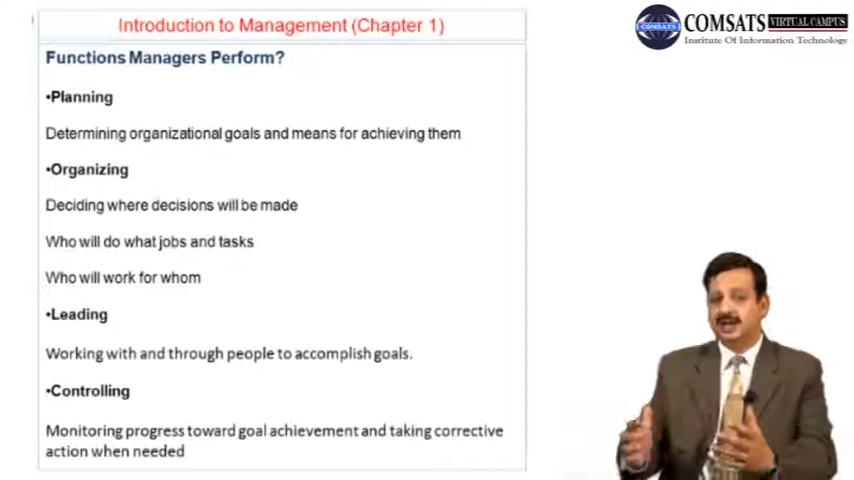 Introduction to Management (Chapter 1)
COMSATS VIRTUAL CAMPUS
COMSATS
Institute Of Information Technology
Functions Managers Perform?
•Planning
Determining organizational goals and means for achieving them
•Organizing
Deciding where decisions will be made
Who will do what jobs and tasks
Who will work for whom
•Leading
Working with and through people to accomplish goals.
•Controlling
Monitoring progress toward goal achievement and taking corrective
action when needed